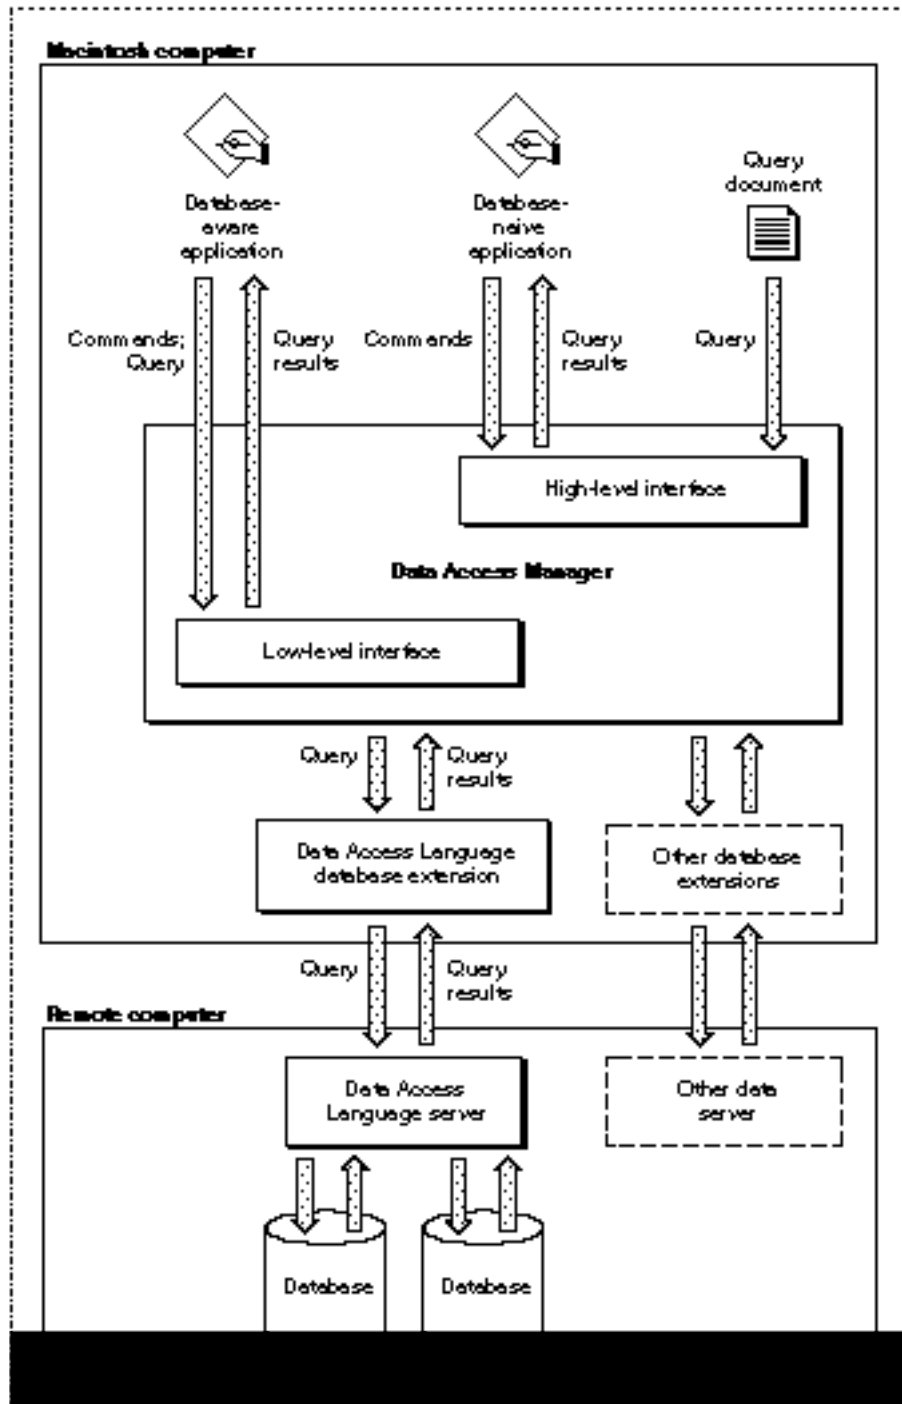 Macintosh computer
Database-
aware
application
Database-
naive
application
Query
document
Commands;
Query
Query
results
Commands
Query
results
Query
High-level interface
Data Access Manager
Low-level interface
Query
Query
results
Data Access Language
database extension
Other database
extensions
Query
Query
results
Remote computer
Data Access
Language server
Other data
server
Database
Database